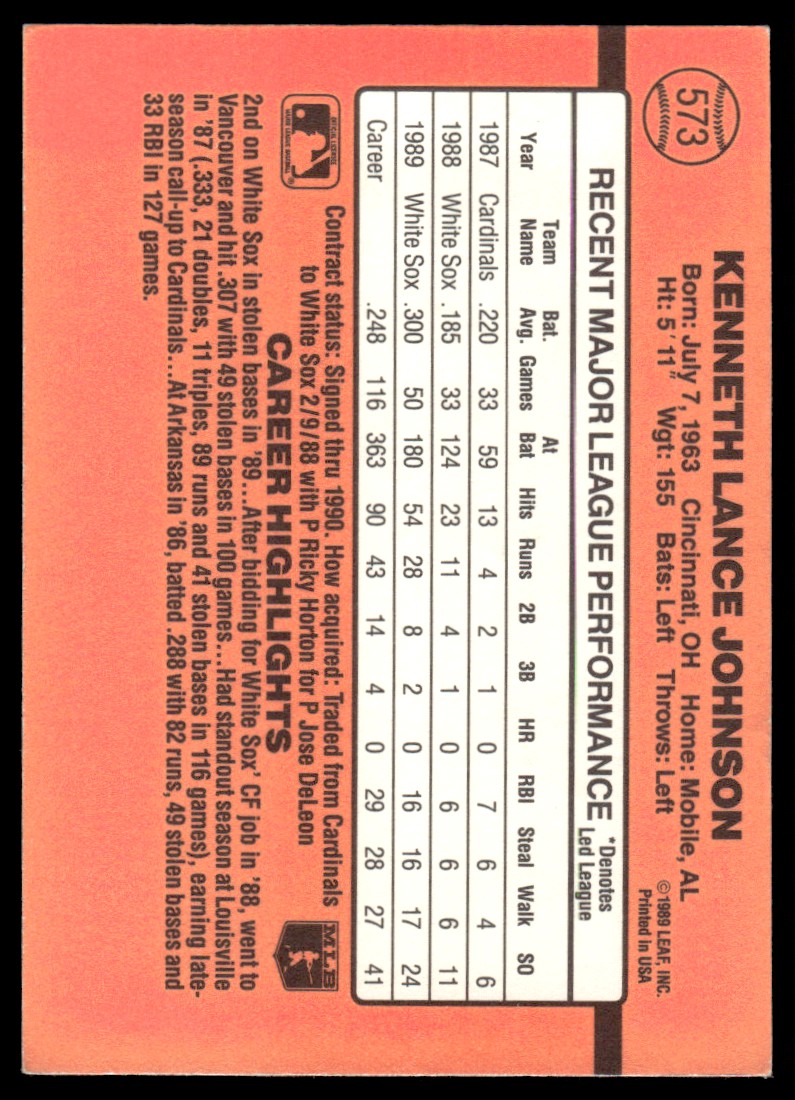 573
KENNETH LANCE JOHNSON
Born: July 7, 1963 Cincinnati, OH Home: Mobile, AL
Ht: 5'11" Wgt: 155 Bats: Left Throws: Left
©1989 LEAF, INC.
Printed in USA
RECENT MAJOR LEAGUE PERFORMANCE *Denotes
Led League
Team Bat. At
Year Name Avg. Games Bat Hits Runs 2B 3B HR RBI Steal Walk SO
1987 Cardinals .220 33 59 13 4 2 1 0 7 6 4 6
1988 White Sox .185 33 124 23 11 4 1 0 6 6 6 11
1989 White Sox .300 50 180 54 28 8 2 0 16 16 17 24
Career .248 116 363 90 43 14 4 0 29 28 27 41
OFFICIAL LICENSEE
MAJOR LEAGUE BASEBALL
®
Contract status: Signed thru 1990. How acquired: Traded from Cardinals
to White Sox 2/9/88 with P Ricky Horton for P Jose DeLeon
MLB
CAREER HIGHLIGHTS
2nd on White Sox in stolen bases in '89...After bidding for White Sox' CF job in '88, went to
Vancouver and hit .307 with 49 stolen bases in 100 games...Had standout season at Louisville
in '87 (.333, 21 doubles, 11 triples, 89 runs and 41 stolen bases in 116 games), earning late-
season call-up to Cardinals...At Arkansas in '86, batted .288 with 82 runs, 49 stolen bases and
33 RBI in 127 games.